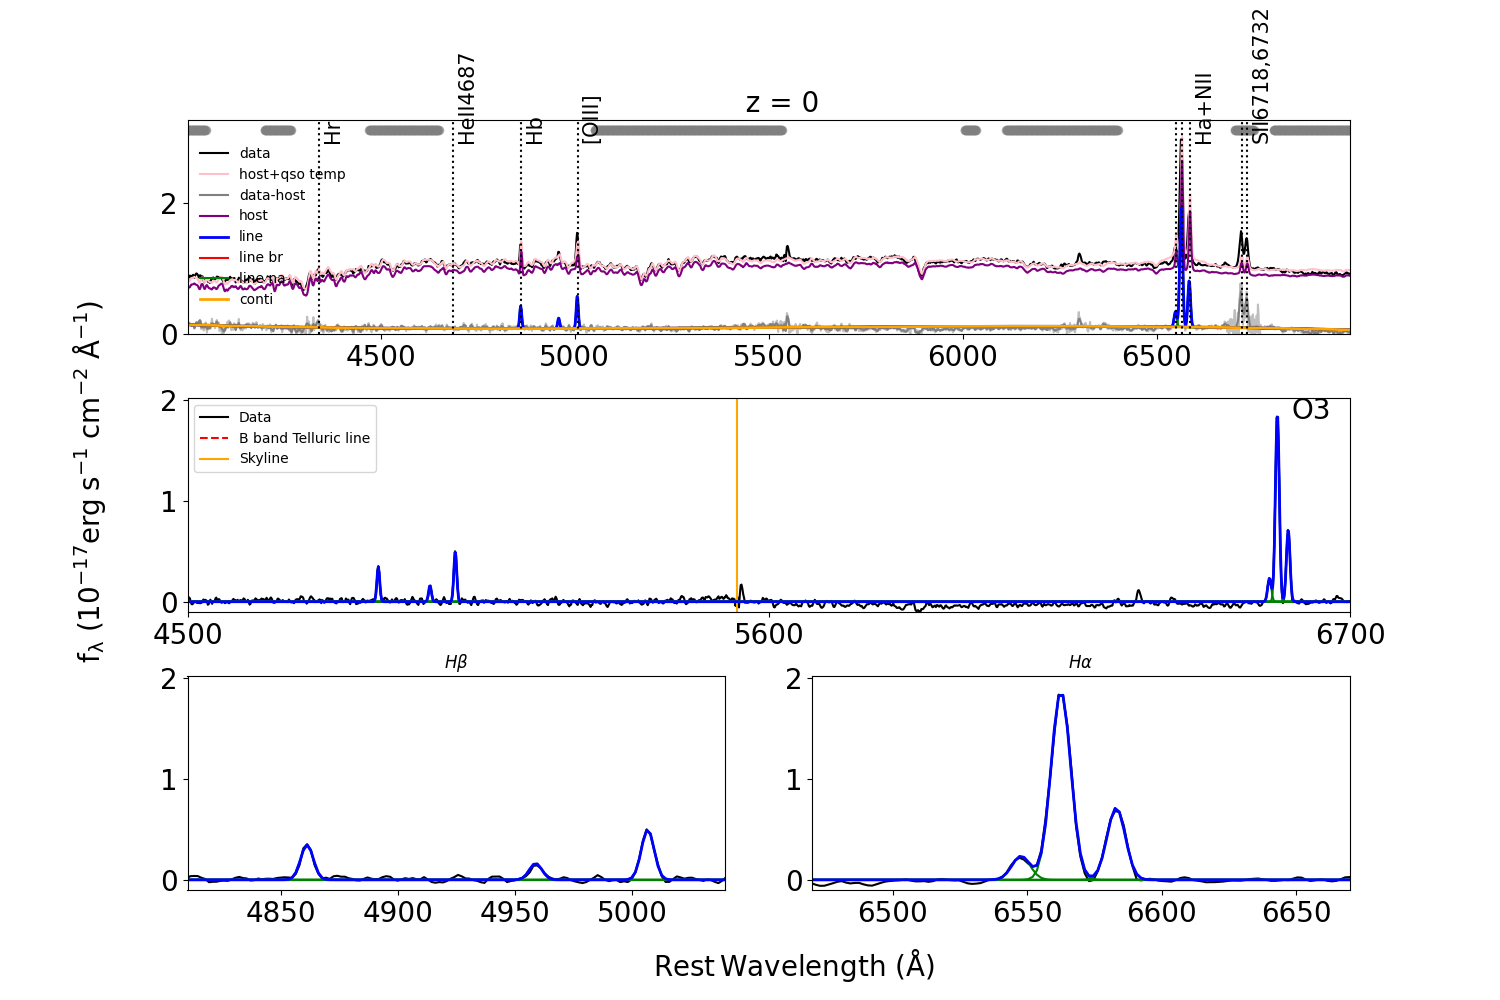 z = 0
Hr
HeII4687
Hb
[OIII]
Ha+NII
SII6718,6732
data
host+qso temp
data-host
host
line
line br
line na
conti
2
0
4500 5000 5500 6000 6500
fλ (10⁻¹⁷erg s⁻¹ cm⁻² Å⁻¹)
Data
B band Telluric line
Skyline
O3
2
1
0
4500 5600 6700
Hβ
2
1
0
4850 4900 4950 5000
Hα
2
1
0
6500 6550 6600 6650
Rest Wavelength (Å)